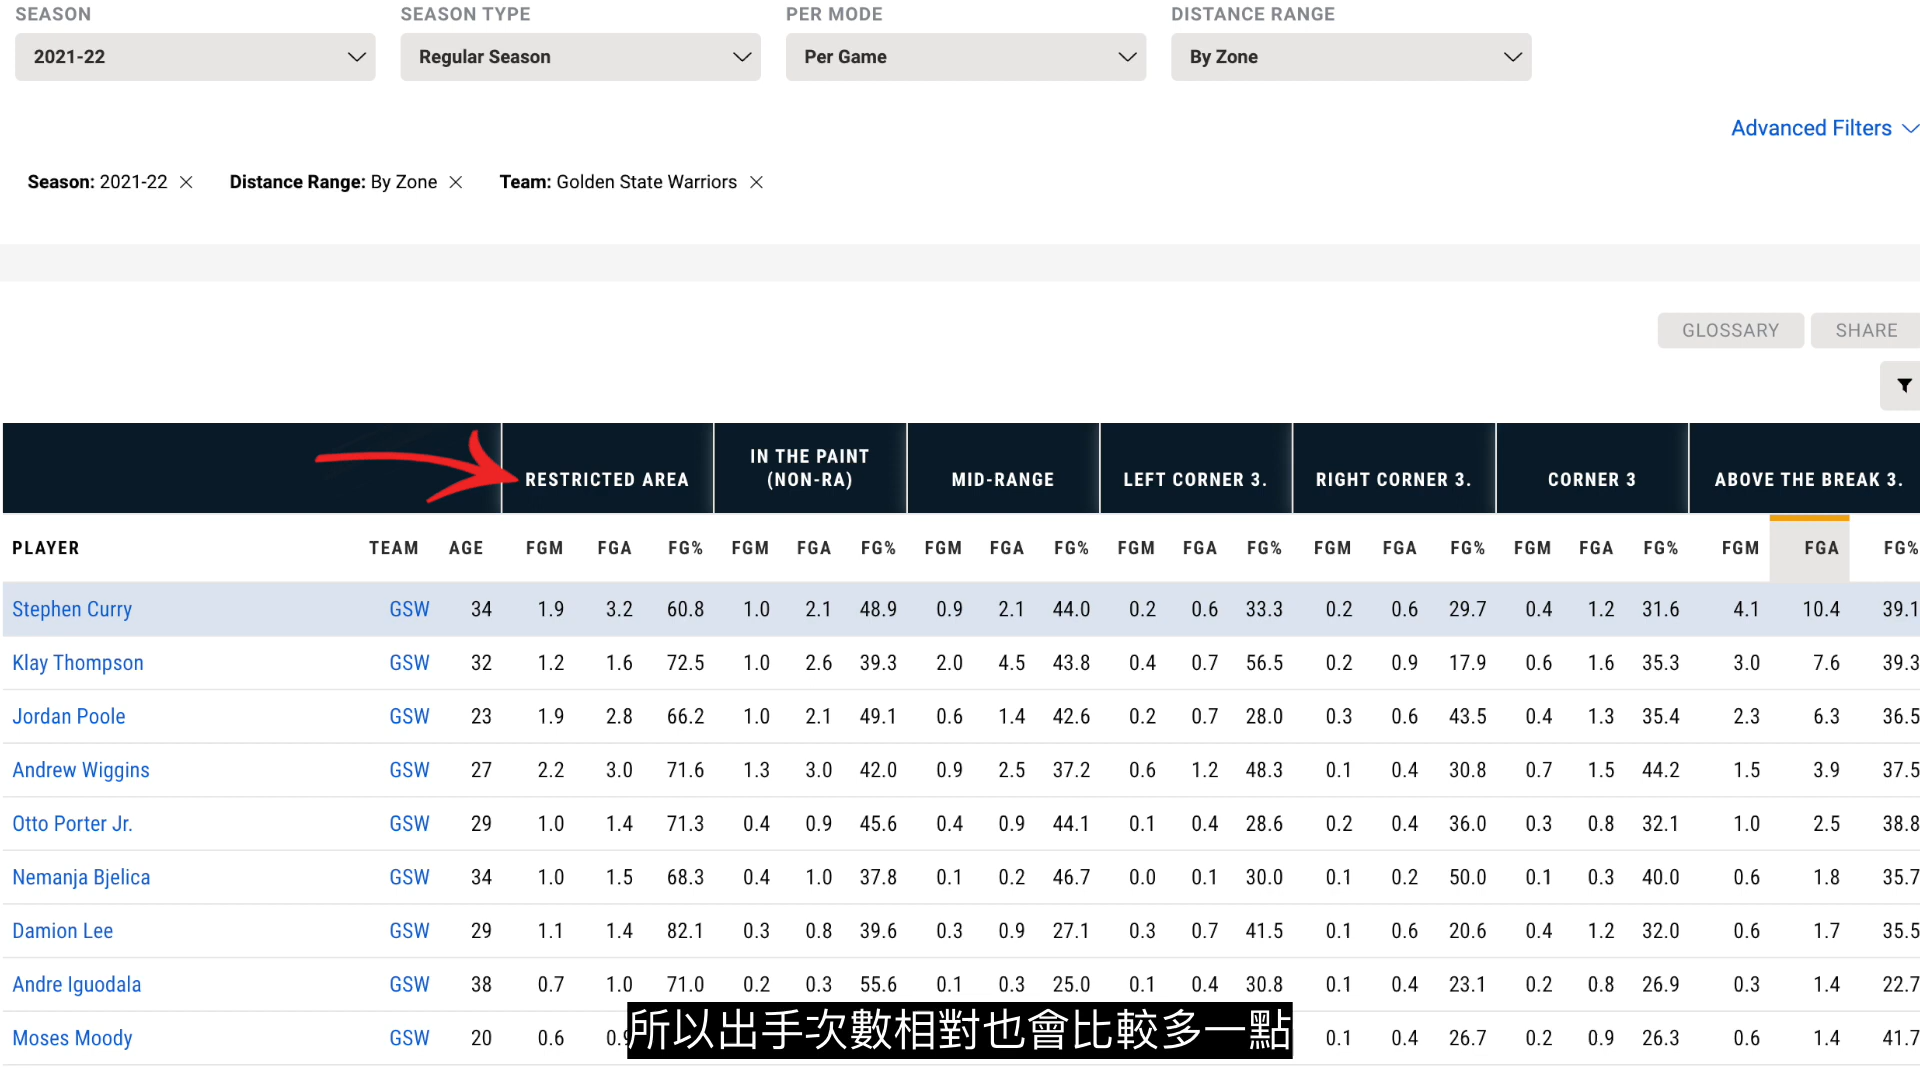 SEASON SEASON TYPE PER MODE DISTANCE RANGE
2021-22 Regular Season Per Game By Zone
Advanced Filters
Season: 2021-22 Distance Range: By Zone Team: Golden State Warriors
GLOSSARY SHARE
RESTRICTED AREA IN THE PAINT (NON-RA) MID-RANGE LEFT CORNER 3. RIGHT CORNER 3. CORNER 3 ABOVE THE BREAK 3.
PLAYER TEAM AGE FGM FGA FG% FGM FGA FG% FGM FGA FG% FGM FGA FG% FGM FGA FG% FGM FGA FG% FGM FGA FG%
Stephen Curry GSW 34 1.9 3.2 60.8 1.0 2.1 48.9 0.9 2.1 44.0 0.2 0.6 33.3 0.2 0.6 29.7 0.4 1.2 31.6 4.1 10.4 39.1
Klay Thompson GSW 32 1.2 1.6 72.5 1.0 2.6 39.3 2.0 4.5 43.8 0.4 0.7 56.5 0.2 0.9 17.9 0.6 1.6 35.3 3.0 7.6 39.3
Jordan Poole GSW 23 1.9 2.8 66.2 1.0 2.1 49.1 0.6 1.4 42.6 0.2 0.7 28.0 0.3 0.6 43.5 0.4 1.3 35.4 2.3 6.3 36.5
Andrew Wiggins GSW 27 2.2 3.0 71.6 1.3 3.0 42.0 0.9 2.5 37.2 0.6 1.2 48.3 0.1 0.4 30.8 0.7 1.5 44.2 1.5 3.9 37.5
Otto Porter Jr. GSW 29 1.0 1.4 71.3 0.4 0.9 45.6 0.4 0.9 44.1 0.1 0.4 28.6 0.2 0.4 36.0 0.3 0.8 32.1 1.0 2.5 38.8
Nemanja Bjelica GSW 34 1.0 1.5 68.3 0.4 1.0 37.8 0.1 0.2 46.7 0.0 0.1 30.0 0.1 0.2 50.0 0.1 0.3 40.0 0.6 1.8 35.7
Damion Lee GSW 29 1.1 1.4 82.1 0.3 0.8 39.6 0.3 0.9 27.1 0.3 0.7 41.5 0.1 0.6 20.6 0.4 1.2 32.0 0.6 1.7 35.5
Andre Iguodala GSW 38 0.7 1.0 71.0 0.2 0.3 55.6 0.1 0.3 25.0 0.1 0.4 30.8 0.1 0.4 23.1 0.2 0.8 26.9 0.3 1.4 22.7
Moses Moody GSW 20 0.6 0.9 0.1 0.4 26.7 0.2 0.9 26.3 0.6 1.4 41.7
所以出手次數相對也會比較多一點